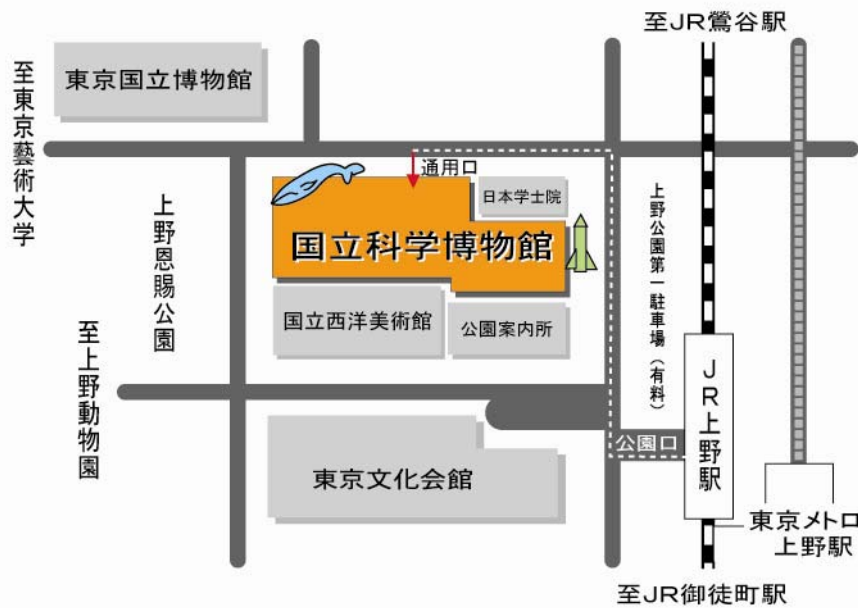 至JR鶯谷駅
東京国立博物館
至東京藝術大学
通用口
日本学士院
上野恩賜公園
国立科学博物館
上野公園第一駐車場(有料)
国立西洋美術館
公園案内所
至上野動物園
JR上野駅
公園口
東京文化会館
東京メトロ
上野駅
至JR御徒町駅